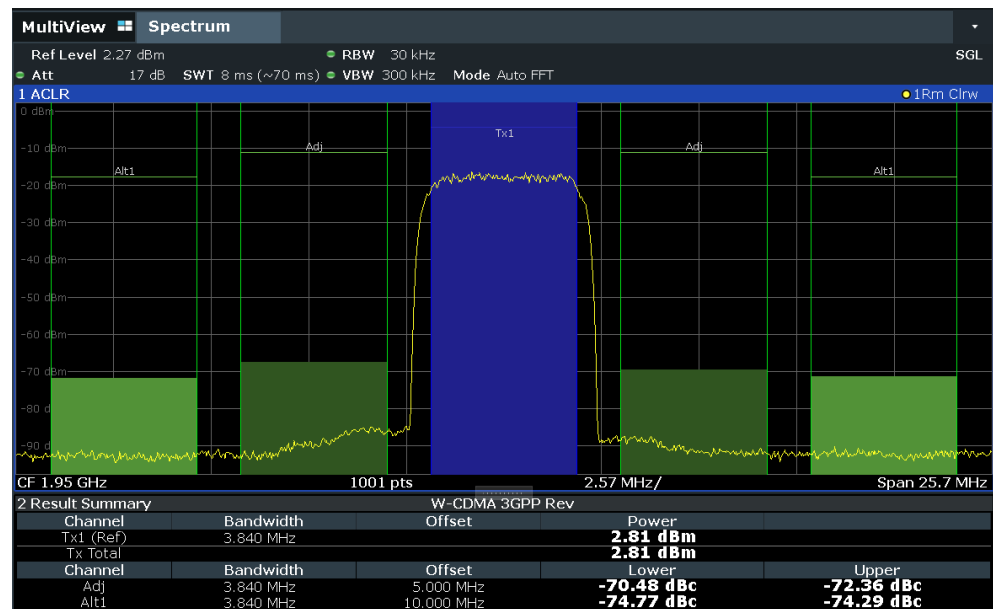 MultiView Spectrum
Ref Level 2.27 dBm RBW 30 kHz SGL
Att 17 dB SWT 8 ms (~70 ms) VBW 300 kHz Mode Auto FFT
1 ACLR 1Rm Clrw
0 dBm
Tx1
-10 dBm Adj Adj
Alt1 Alt1
-20 dBm
-30 dBm
-40 dBm
-50 dBm
-60 dBm
-70 dBm
-80 d
-90 d
CF 1.95 GHz 1001 pts 2.57 MHz/ Span 25.7 MHz
2 Result Summary W-CDMA 3GPP Rev
Channel Bandwidth Offset Power
Tx1 (Ref) 3.840 MHz 2.81 dBm
Tx Total 2.81 dBm
Channel Bandwidth Offset Lower Upper
Adj 3.840 MHz 5.000 MHz -70.48 dBc -72.36 dBc
Alt1 3.840 MHz 10.000 MHz -74.77 dBc -74.29 dBc